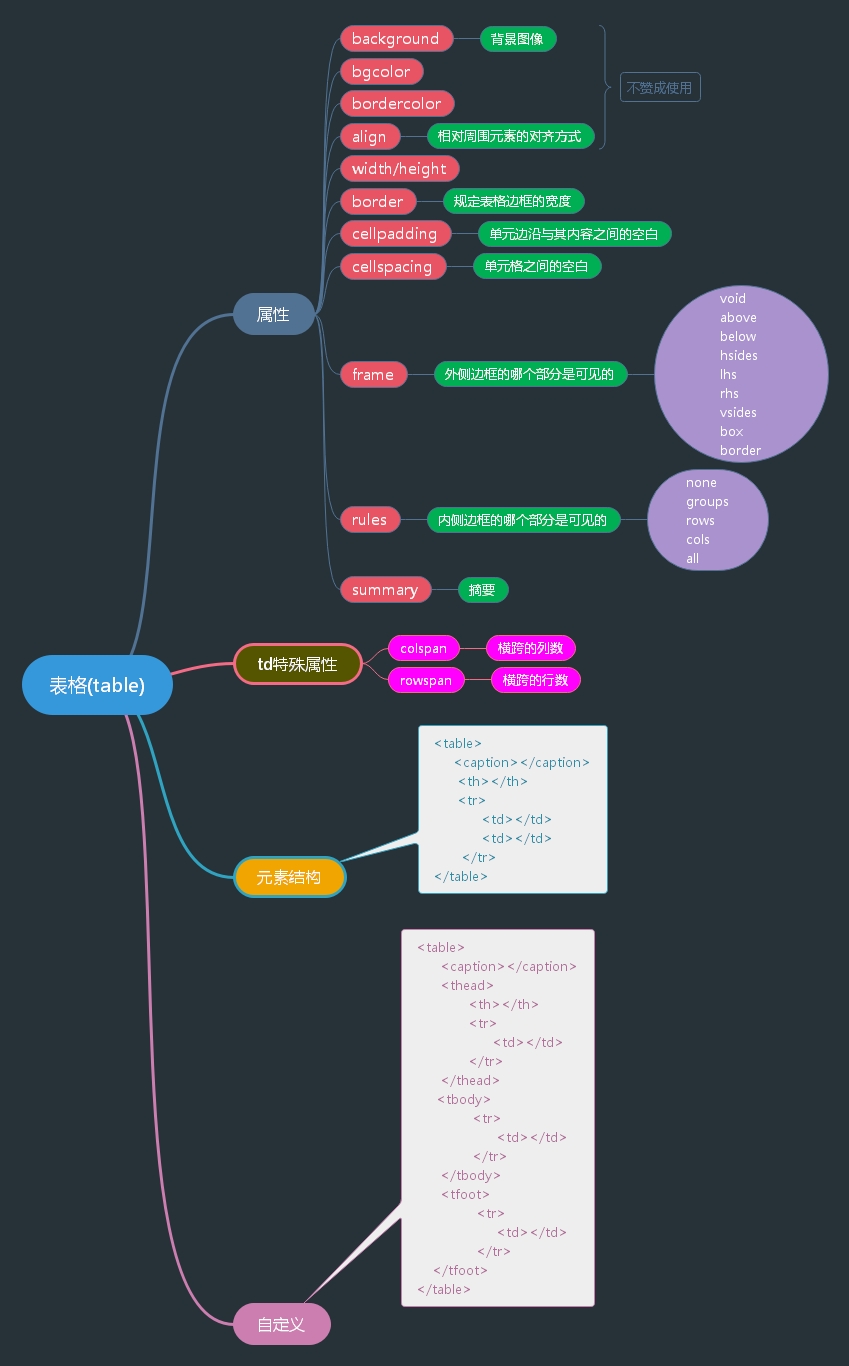 background 背景图像
bgcolor
不赞成使用
bordercolor
align 相对周围元素的对齐方式
width/height
border 规定表格边框的宽度
cellpadding 单元边沿与其内容之间的空白
cellspacing 单元格之间的空白
属性
frame 外侧边框的哪个部分是可见的
void
above
below
hsides
lhs
rhs
vsides
box
border
rules 内侧边框的哪个部分是可见的
none
groups
rows
cols
all
summary 摘要
表格(table)
td特殊属性
colspan 横跨的列数
rowspan 横跨的行数
元素结构
<table>
<caption></caption>
<th></th>
<tr>
<td></td>
<td></td>
</tr>
</table>
自定义
<table>
<caption></caption>
<thead>
<th></th>
<tr>
<td></td>
</tr>
</thead>
<tbody>
<tr>
<td></td>
</tr>
</tbody>
<tfoot>
<tr>
<td></td>
</tr>
</tfoot>
</table>